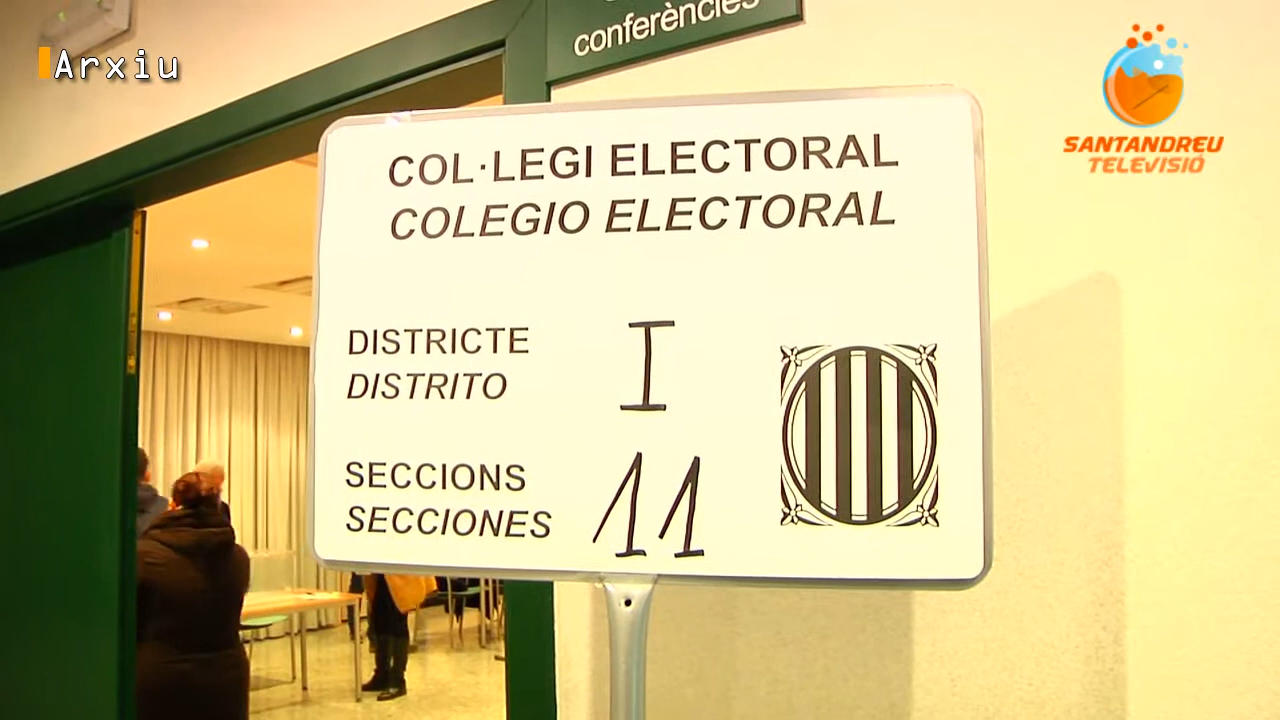 conferències
Arxiu
SANTANDREU
TELEVISIÓ
COL·LEGI ELECTORAL
COLEGIO ELECTORAL
DISTRICTE I
DISTRITO
SECCIONS 11
SECCIONES